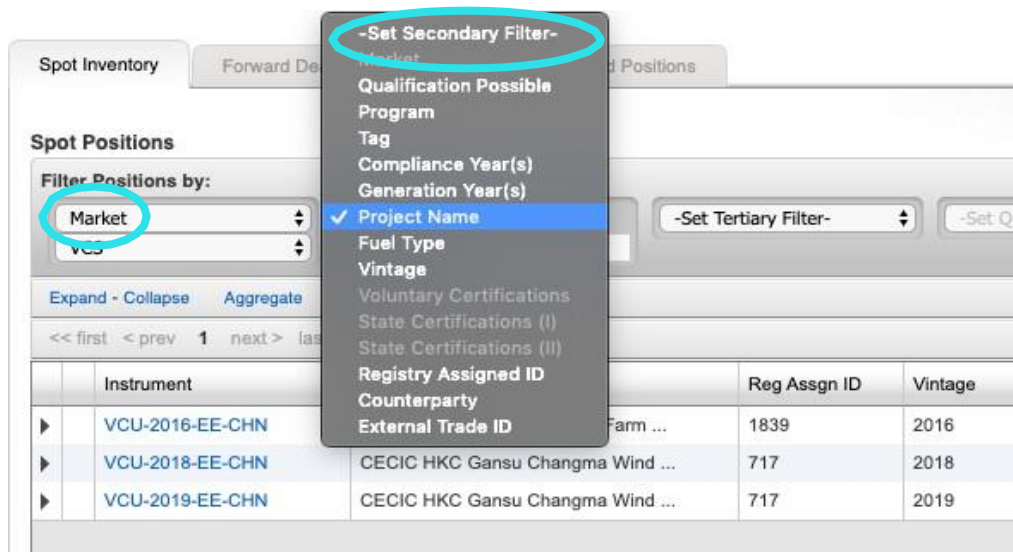 -Set Secondary Filter-
Spot Inventory
Forward De
d Positions
Market
Qualification Possible
Program
Tag
Compliance Year(s)
Generation Year(s)
✓ Project Name
Fuel Type
Vintage
Voluntary Certifications
State Certifications (I)
State Certifications (II)
Registry Assigned ID
Counterparty
External Trade ID
Spot Positions
Filter Positions by:
Market
-Set Tertiary Filter-
-Set Q
VCS
Expand - Collapse Aggregate
<< first < prev 1 next > las
Instrument Reg Assgn ID Vintage
VCU-2016-EE-CHN Farm ... 1839 2016
VCU-2018-EE-CHN CECIC HKC Gansu Changma Wind ... 717 2018
VCU-2019-EE-CHN CECIC HKC Gansu Changma Wind ... 717 2019